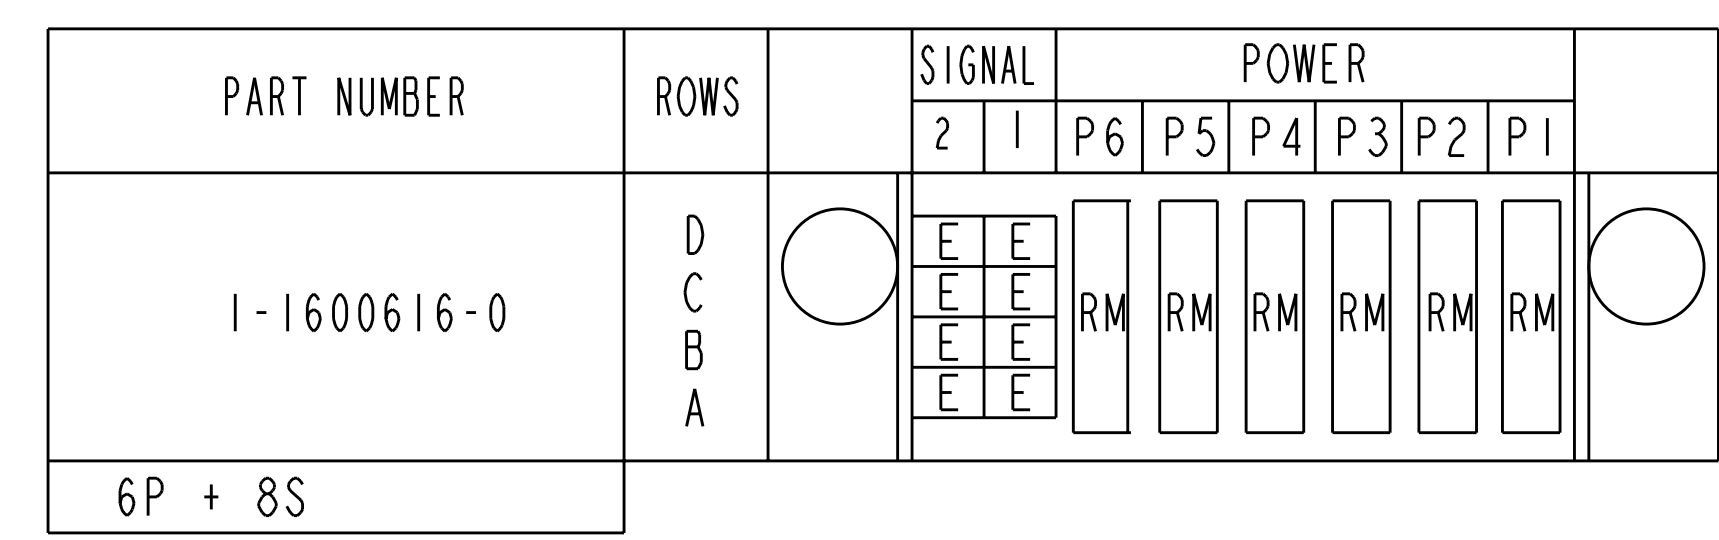 PART NUMBER ROWS SIGNAL POWER
2 1 P6 P5 P4 P3 P2 P1
D E E
C E E
1-1600616-0 RM RM RM RM RM RM
B E E
A E E
6P + 8S